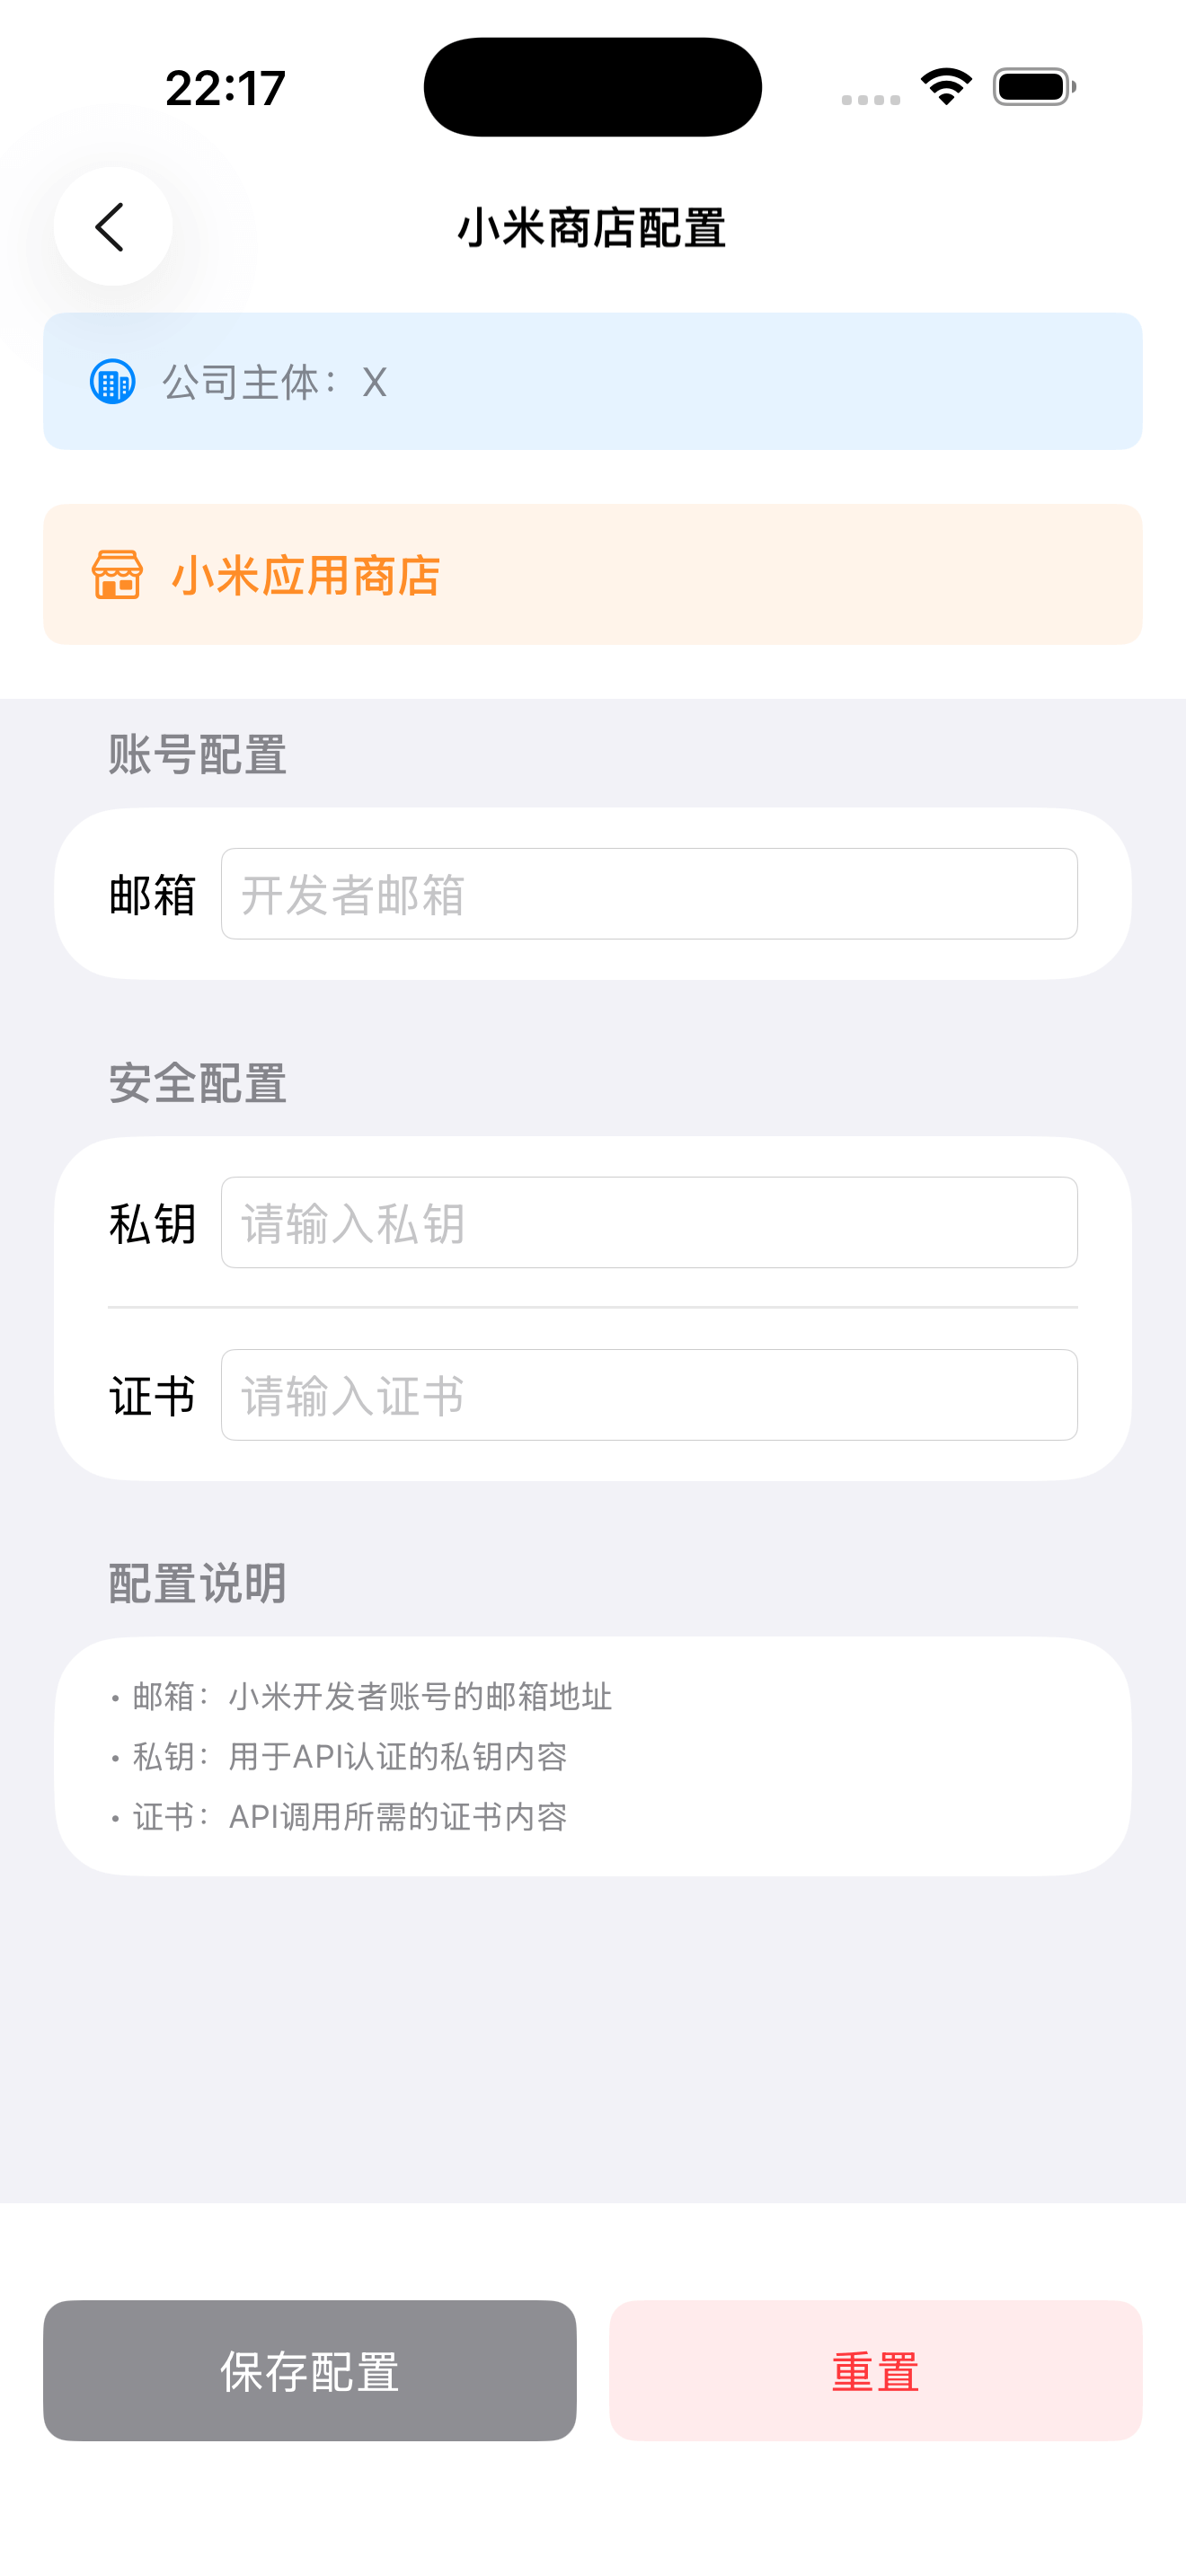 22:17
小米商店配置
公司主体：X
小米应用商店
账号配置
邮箱 开发者邮箱
安全配置
私钥 请输入私钥
证书 请输入证书
配置说明
• 邮箱：小米开发者账号的邮箱地址
• 私钥：用于API认证的私钥内容
• 证书：API调用所需的证书内容
保存配置 重置